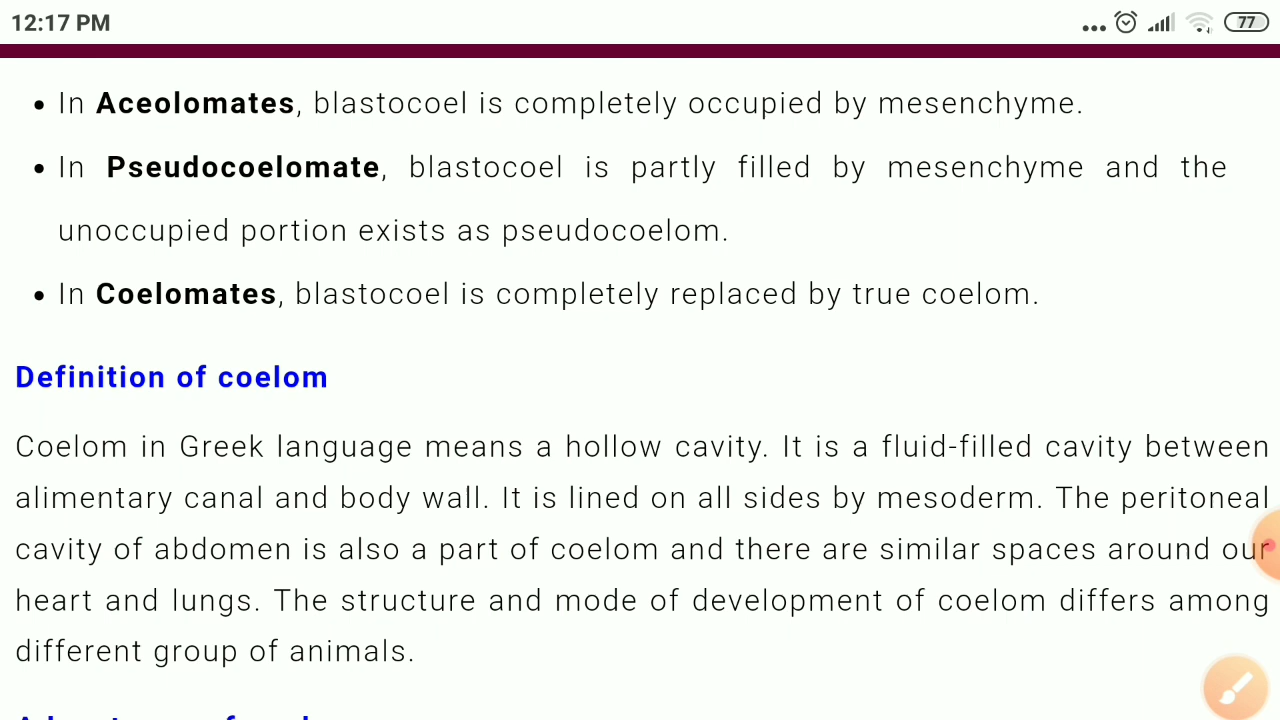 12:17 PM
77
• In Aceolomates, blastocoel is completely occupied by mesenchyme.
• In Pseudocoelomate, blastocoel is partly filled by mesenchyme and the
unoccupied portion exists as pseudocoelom.
• In Coelomates, blastocoel is completely replaced by true coelom.
Definition of coelom
Coelom in Greek language means a hollow cavity. It is a fluid-filled cavity between
alimentary canal and body wall. It is lined on all sides by mesoderm. The peritoneal
cavity of abdomen is also a part of coelom and there are similar spaces around our
heart and lungs. The structure and mode of development of coelom differs among
different group of animals.